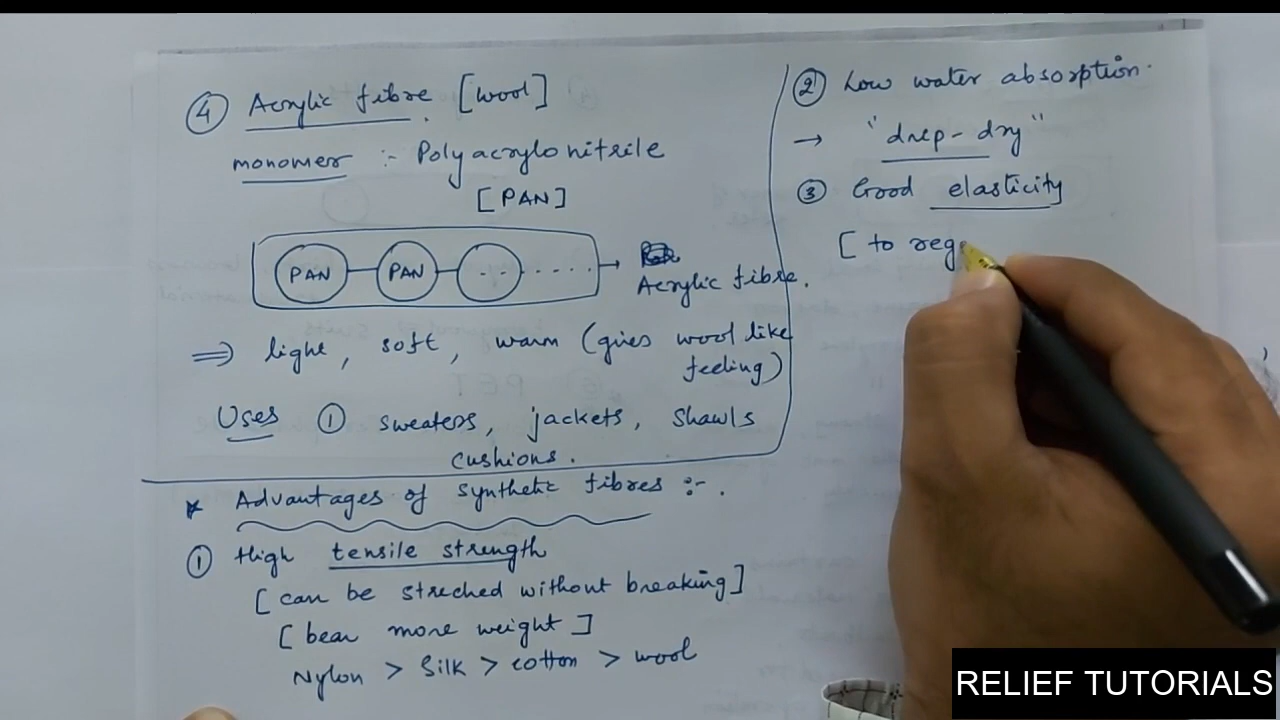 ④ Acrylic fibre [wool]
monomer :- Polyacrylonitrile
[PAN]
PAN PAN
Acrylic fibre.
⇒ light, soft, warm (gives wool like
feeling)
Uses ① sweaters, jackets, shawls
cushions.
* Advantages of synthetic fibres :-.
① High tensile strength
[can be streched without breaking]
[bear more weight]
Nylon > Silk > cotton > wool
② Low water absorption.
→ "drip-dry"
③ Good elasticity
[to reg
RELIEF TUTORIALS